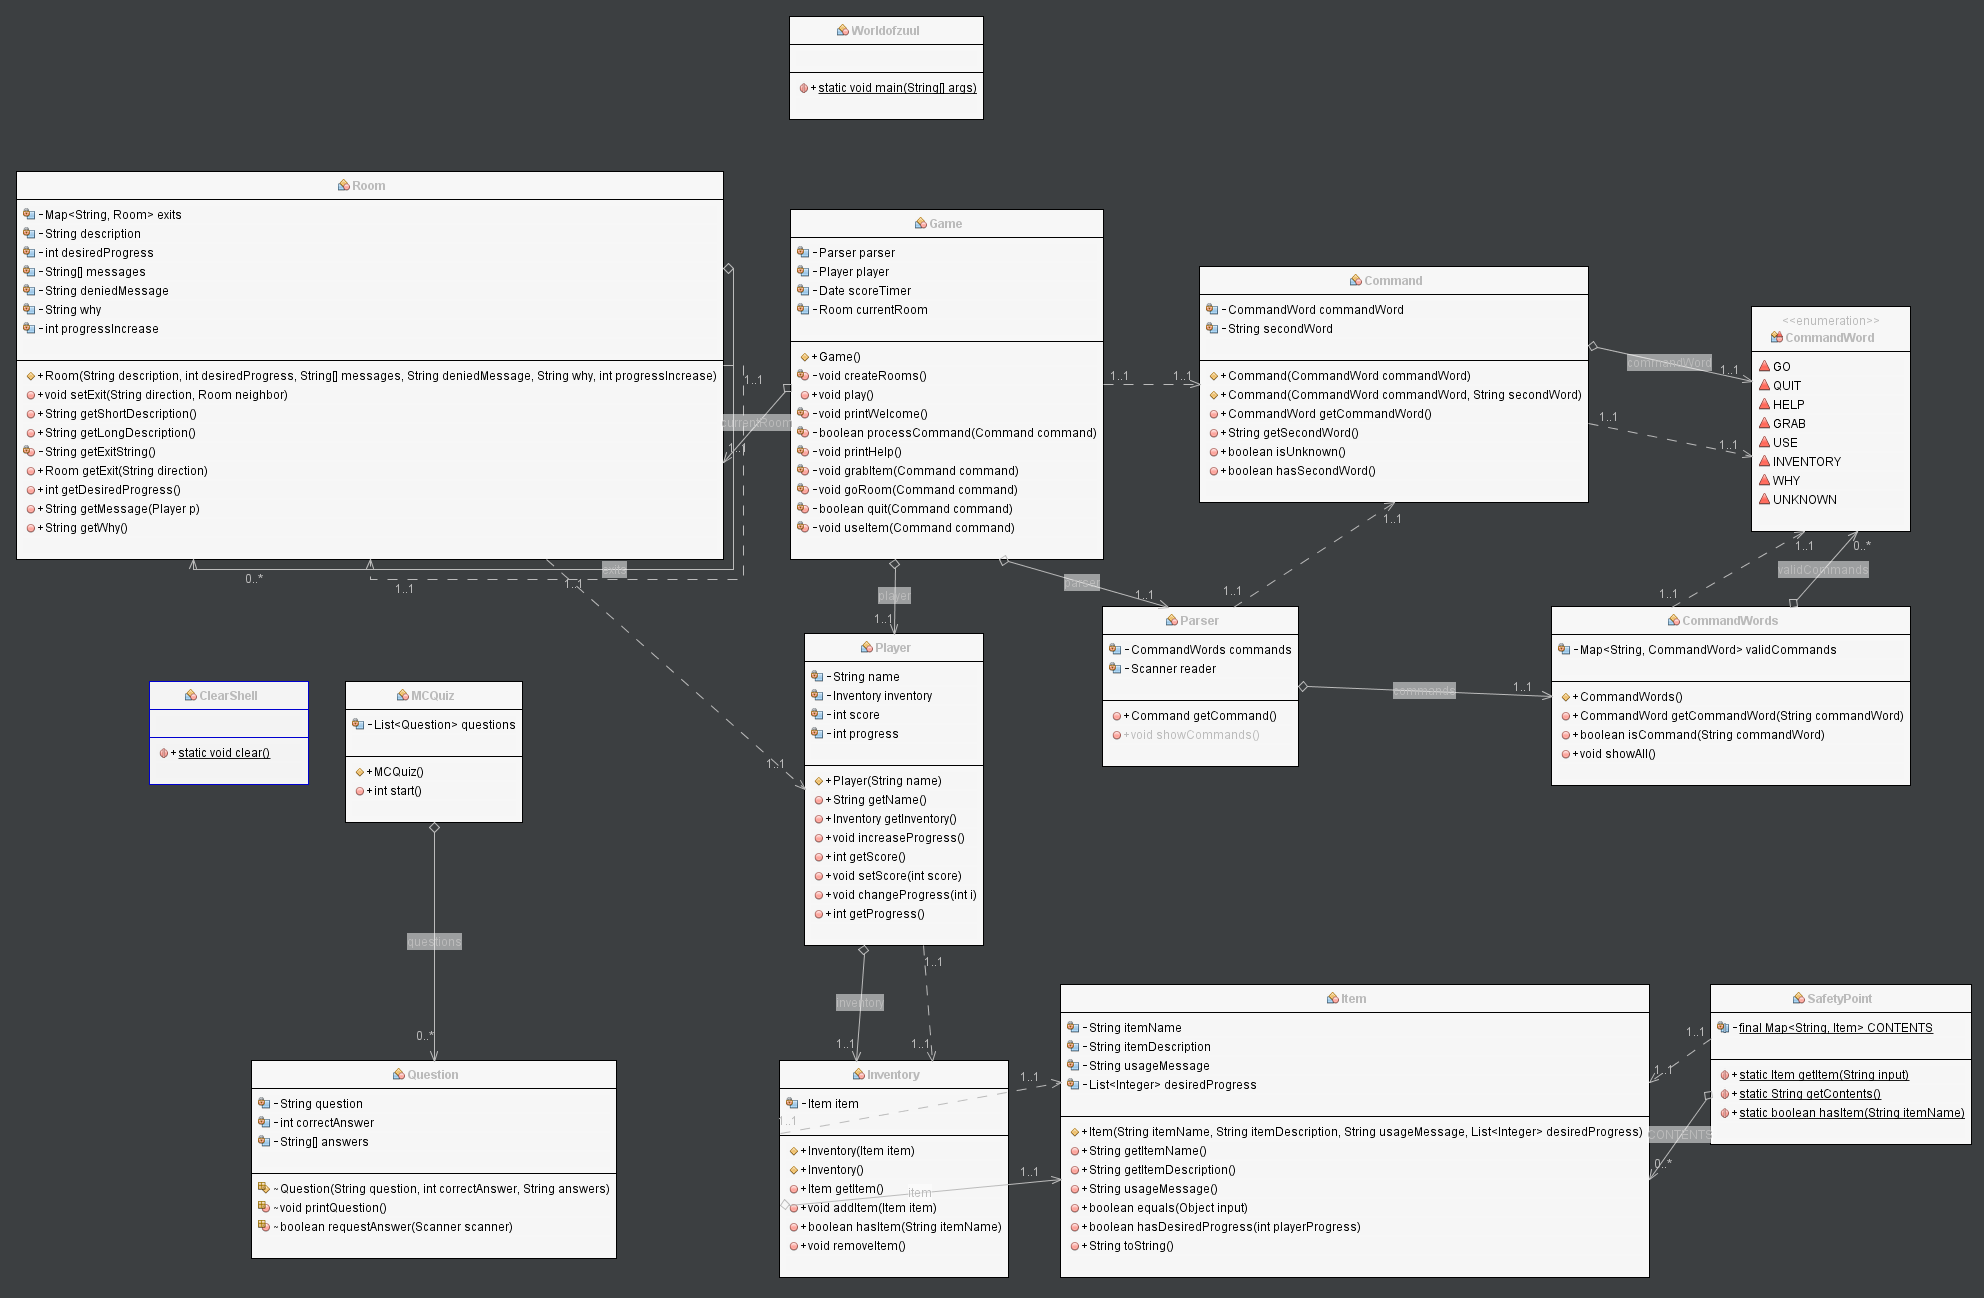 Worldofzuul
+ static void main(String[] args)
Room
- Map<String, Room> exits
- String description
- int desiredProgress
- String[] messages
- String deniedMessage
- String why
- int progressIncrease
+ Room(String description, int desiredProgress, String[] messages, String deniedMessage, String why, int progressIncrease)
+ void setExit(String direction, Room neighbor)
+ String getShortDescription()
+ String getLongDescription()
- String getExitString()
+ Room getExit(String direction)
+ int getDesiredProgress()
+ String getMessage(Player p)
+ String getWhy()
0..*
exits
1..1
1..1
1..1
currentRoom
1..1
Game
- Parser parser
- Player player
- Date scoreTimer
- Room currentRoom
+ Game()
- void createRooms()
+ void play()
- void printWelcome()
- boolean processCommand(Command command)
- void printHelp()
- void grabItem(Command command)
- void goRoom(Command command)
- boolean quit(Command command)
- void useItem(Command command)
1..1
1..1
Command
- CommandWord commandWord
- String secondWord
+ Command(CommandWord commandWord)
+ Command(CommandWord commandWord, String secondWord)
+ CommandWord getCommandWord()
+ String getSecondWord()
+ boolean isUnknown()
+ boolean hasSecondWord()
commandWord
1..1
1..1
1..1
<<enumeration>>
CommandWord
GO
QUIT
HELP
GRAB
USE
INVENTORY
WHY
UNKNOWN
1..1
1..1
1..1
0..*
validCommands
1..1
player
1..1
parser
1..1
Parser
- CommandWords commands
- Scanner reader
+ Command getCommand()
+ void showCommands()
commands
1..1
CommandWords
- Map<String, CommandWord> validCommands
+ CommandWords()
+ CommandWord getCommandWord(String commandWord)
+ boolean isCommand(String commandWord)
+ void showAll()
Player
- String name
- Inventory inventory
- int score
- int progress
+ Player(String name)
+ String getName()
+ Inventory getInventory()
+ void increaseProgress()
+ int getScore()
+ void setScore(int score)
+ void changeProgress(int i)
+ int getProgress()
1..1
ClearShell
+ static void clear()
MCQuiz
- List<Question> questions
+ MCQuiz()
+ int start()
questions
0..*
Question
- String question
- int correctAnswer
- String[] answers
~ Question(String question, int correctAnswer, String answers)
~ void printQuestion()
~ boolean requestAnswer(Scanner scanner)
1..1
inventory
1..1
1..1
Inventory
- Item item
1..1
+ Inventory(Item item)
+ Inventory()
+ Item getItem()
item
+ void addItem(Item item)
+ boolean hasItem(String itemName)
+ void removeItem()
1..1
1..1
Item
- String itemName
- String itemDescription
- String usageMessage
- List<Integer> desiredProgress
+ Item(String itemName, String itemDescription, String usageMessage, List<Integer> desiredProgress)
+ String getItemName()
+ String getItemDescription()
+ String usageMessage()
+ boolean equals(Object input)
+ boolean hasDesiredProgress(int playerProgress)
+ String toString()
1..1
1..1
CONTENTS
0..*
SafetyPoint
- final Map<String, Item> CONTENTS
+ static Item getItem(String input)
+ static String getContents()
+ static boolean hasItem(String itemName)